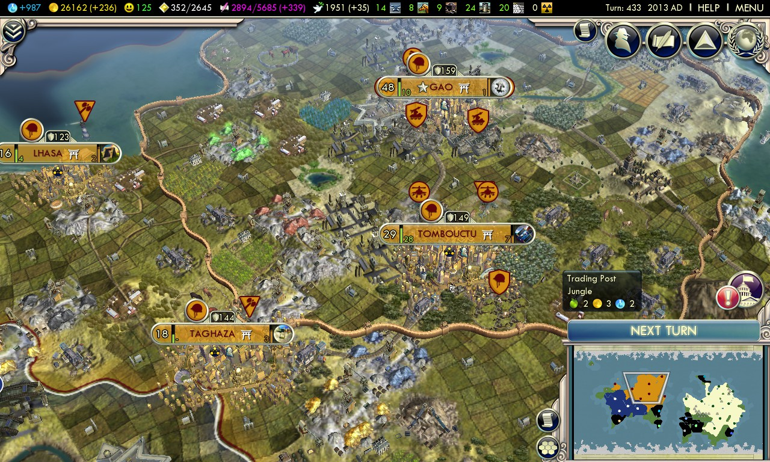 +987 26162 (+236) 125 352/2645 2894/5685 (+339) 1951 (+35) 14 8 9 24 20 0 Turn: 433 2013 AD | HELP | MENU
159
48 GAO
123
16 LHASA
149
29 TOMBOUCTU
28
Trading Post
Jungle
2 3 2
144
18 TAGHAZA
NEXT TURN